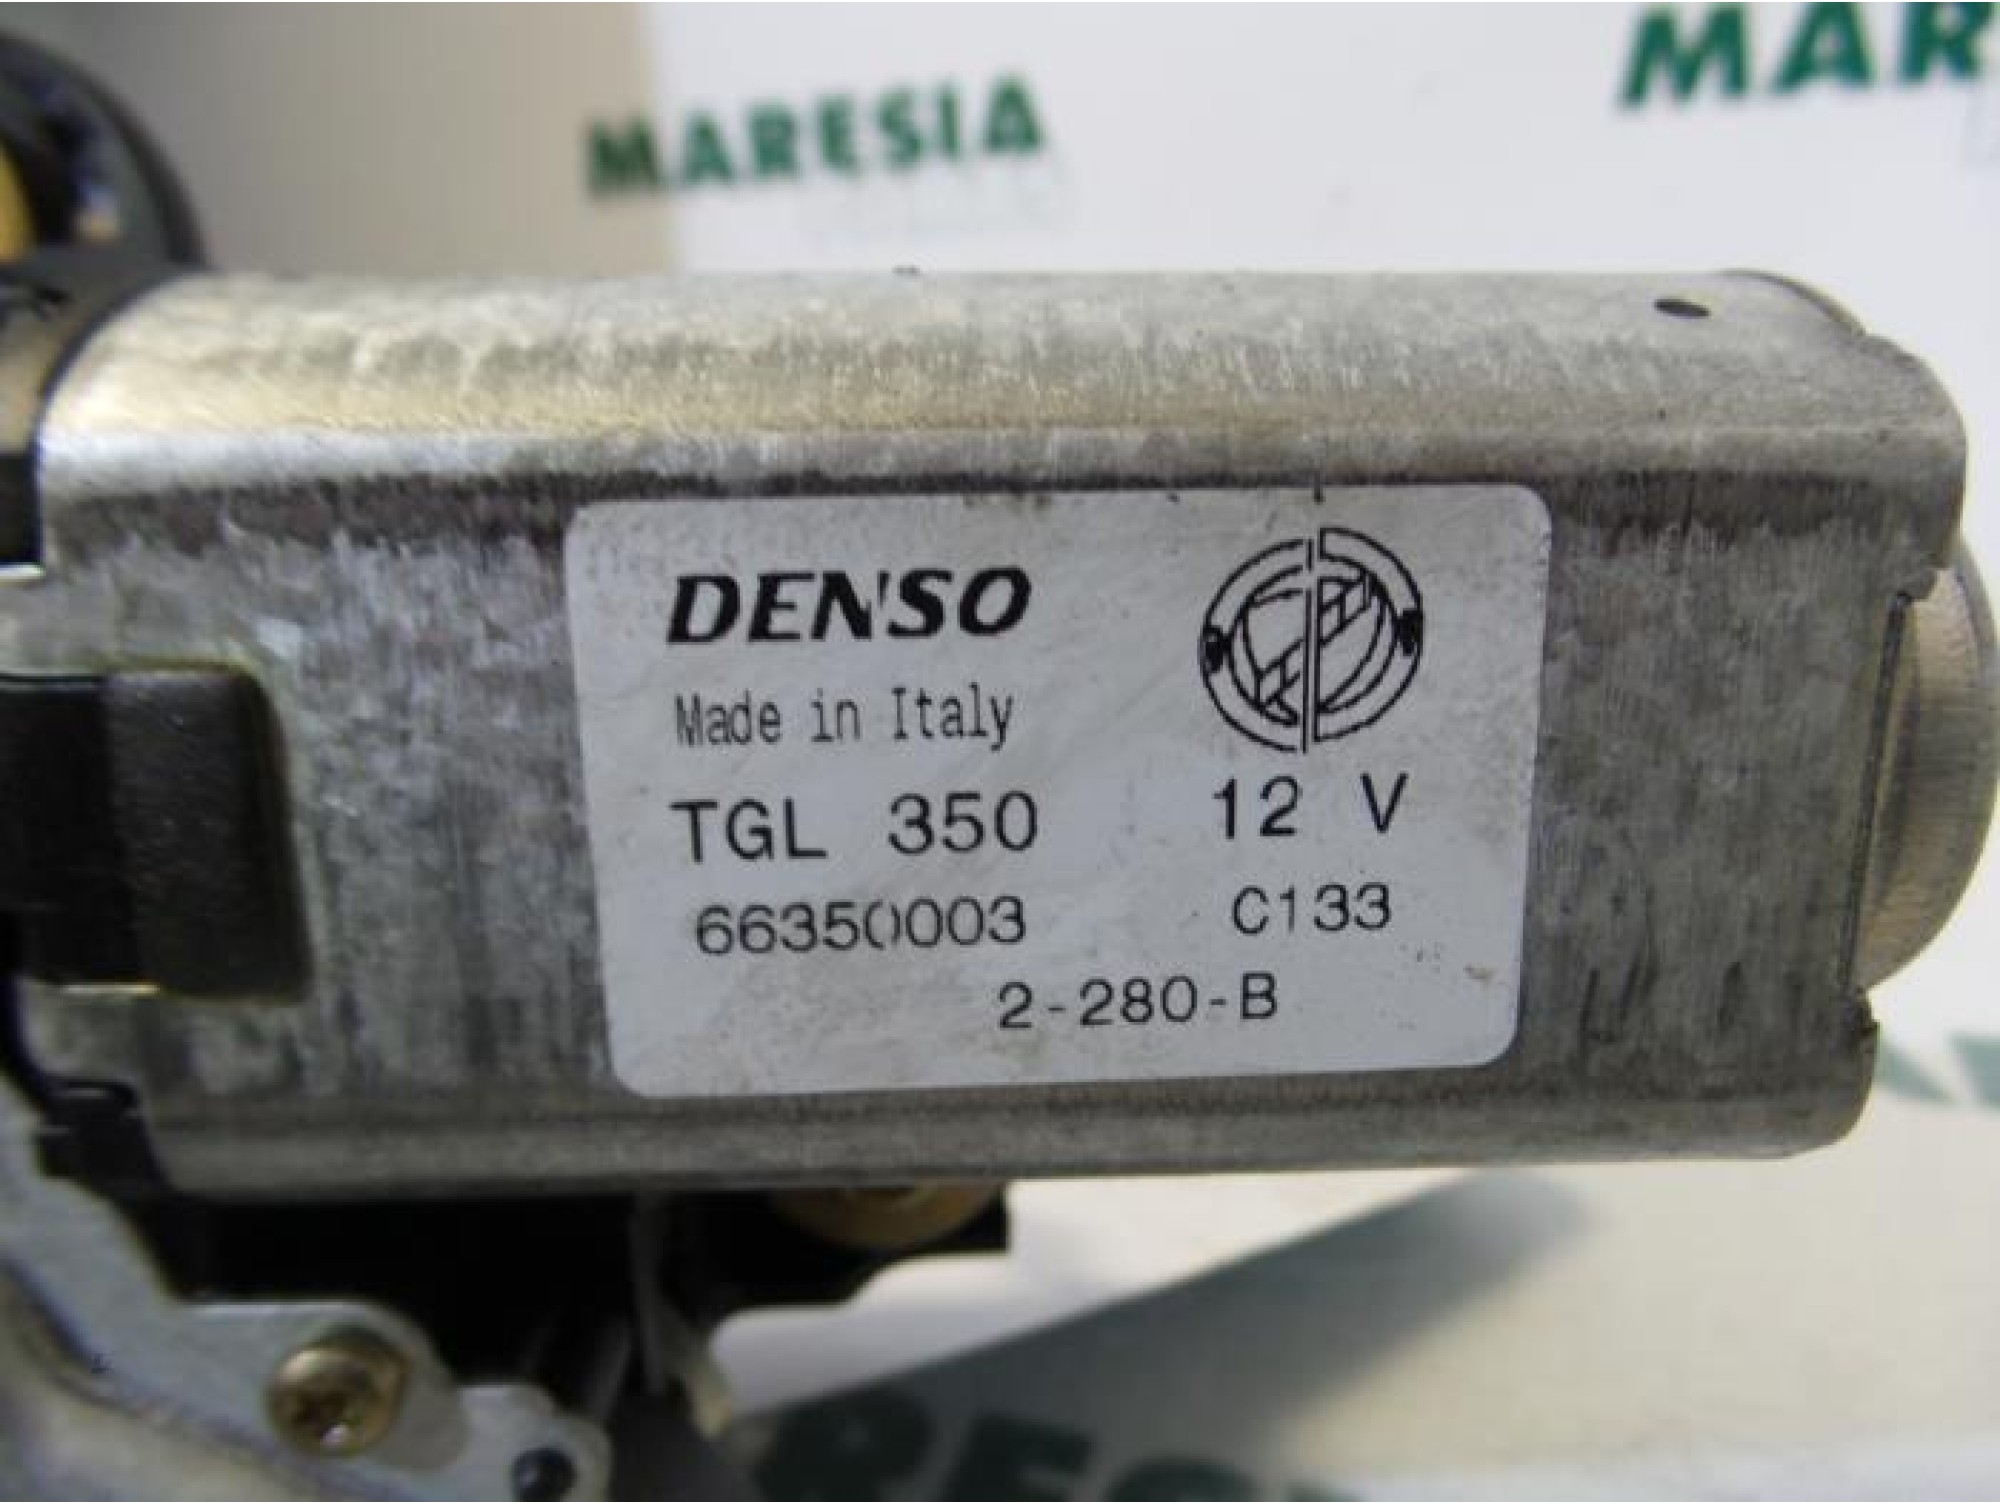 MARESIA
MAR
DENSO
Made in Italy
TGL 350 12 V
66350003 C133
2-280-B